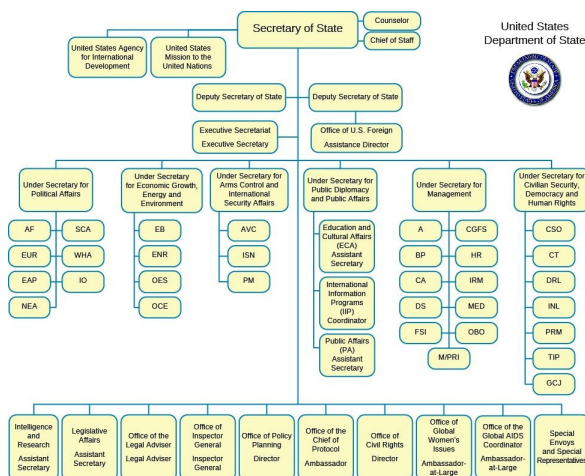 Secretary of State
Counselor
Chief of Staff
United States
Department of State
United States Agency
for International
Development
United States
Mission to the
United Nations
Deputy Secretary of State
Deputy Secretary of State
Executive Secretariat
Executive Secretary
Office of U.S. Foreign
Assistance Director
Under Secretary for
Political Affairs
AF
SCA
EUR
WHA
EAP
IO
NEA
Under Secretary
for Economic Growth,
Energy and
Environment
EB
ENR
OES
OCE
Under Secretary for
Arms Control and
International
Security Affairs
AVC
ISN
PM
Under Secretary for
Public Diplomacy
and Public Affairs
Education and
Cultural Affairs
(ECA)
Assistant
Secretary
International
Information
Programs
(IIP)
Coordinator
Public Affairs
(PA)
Assistant
Secretary
Under Secretary for
Management
A
CGFS
BP
HR
CA
IRM
DS
MED
FSI
OBO
M/PRI
Under Secretary for
Civilian Security,
Democracy and
Human Rights
CSO
CT
DRL
INL
PRM
TIP
GCJ
Intelligence
and
Research
Assistant
Secretary
Legislative
Affairs
Assistant
Secretary
Office of the
Legal Adviser
Legal Adviser
Office of
Inspector
General
Inspector
General
Office of Policy
Planning
Director
Office of
the Chief of
Protocol
Ambassador
Office of
Civil Rights
Director
Office of
Global
Women's
Issues
Ambassador-
at-Large
Office of the
Global AIDS
Coordinator
Ambassador-
at-Large
Special
Envoys
and Special
Representatives